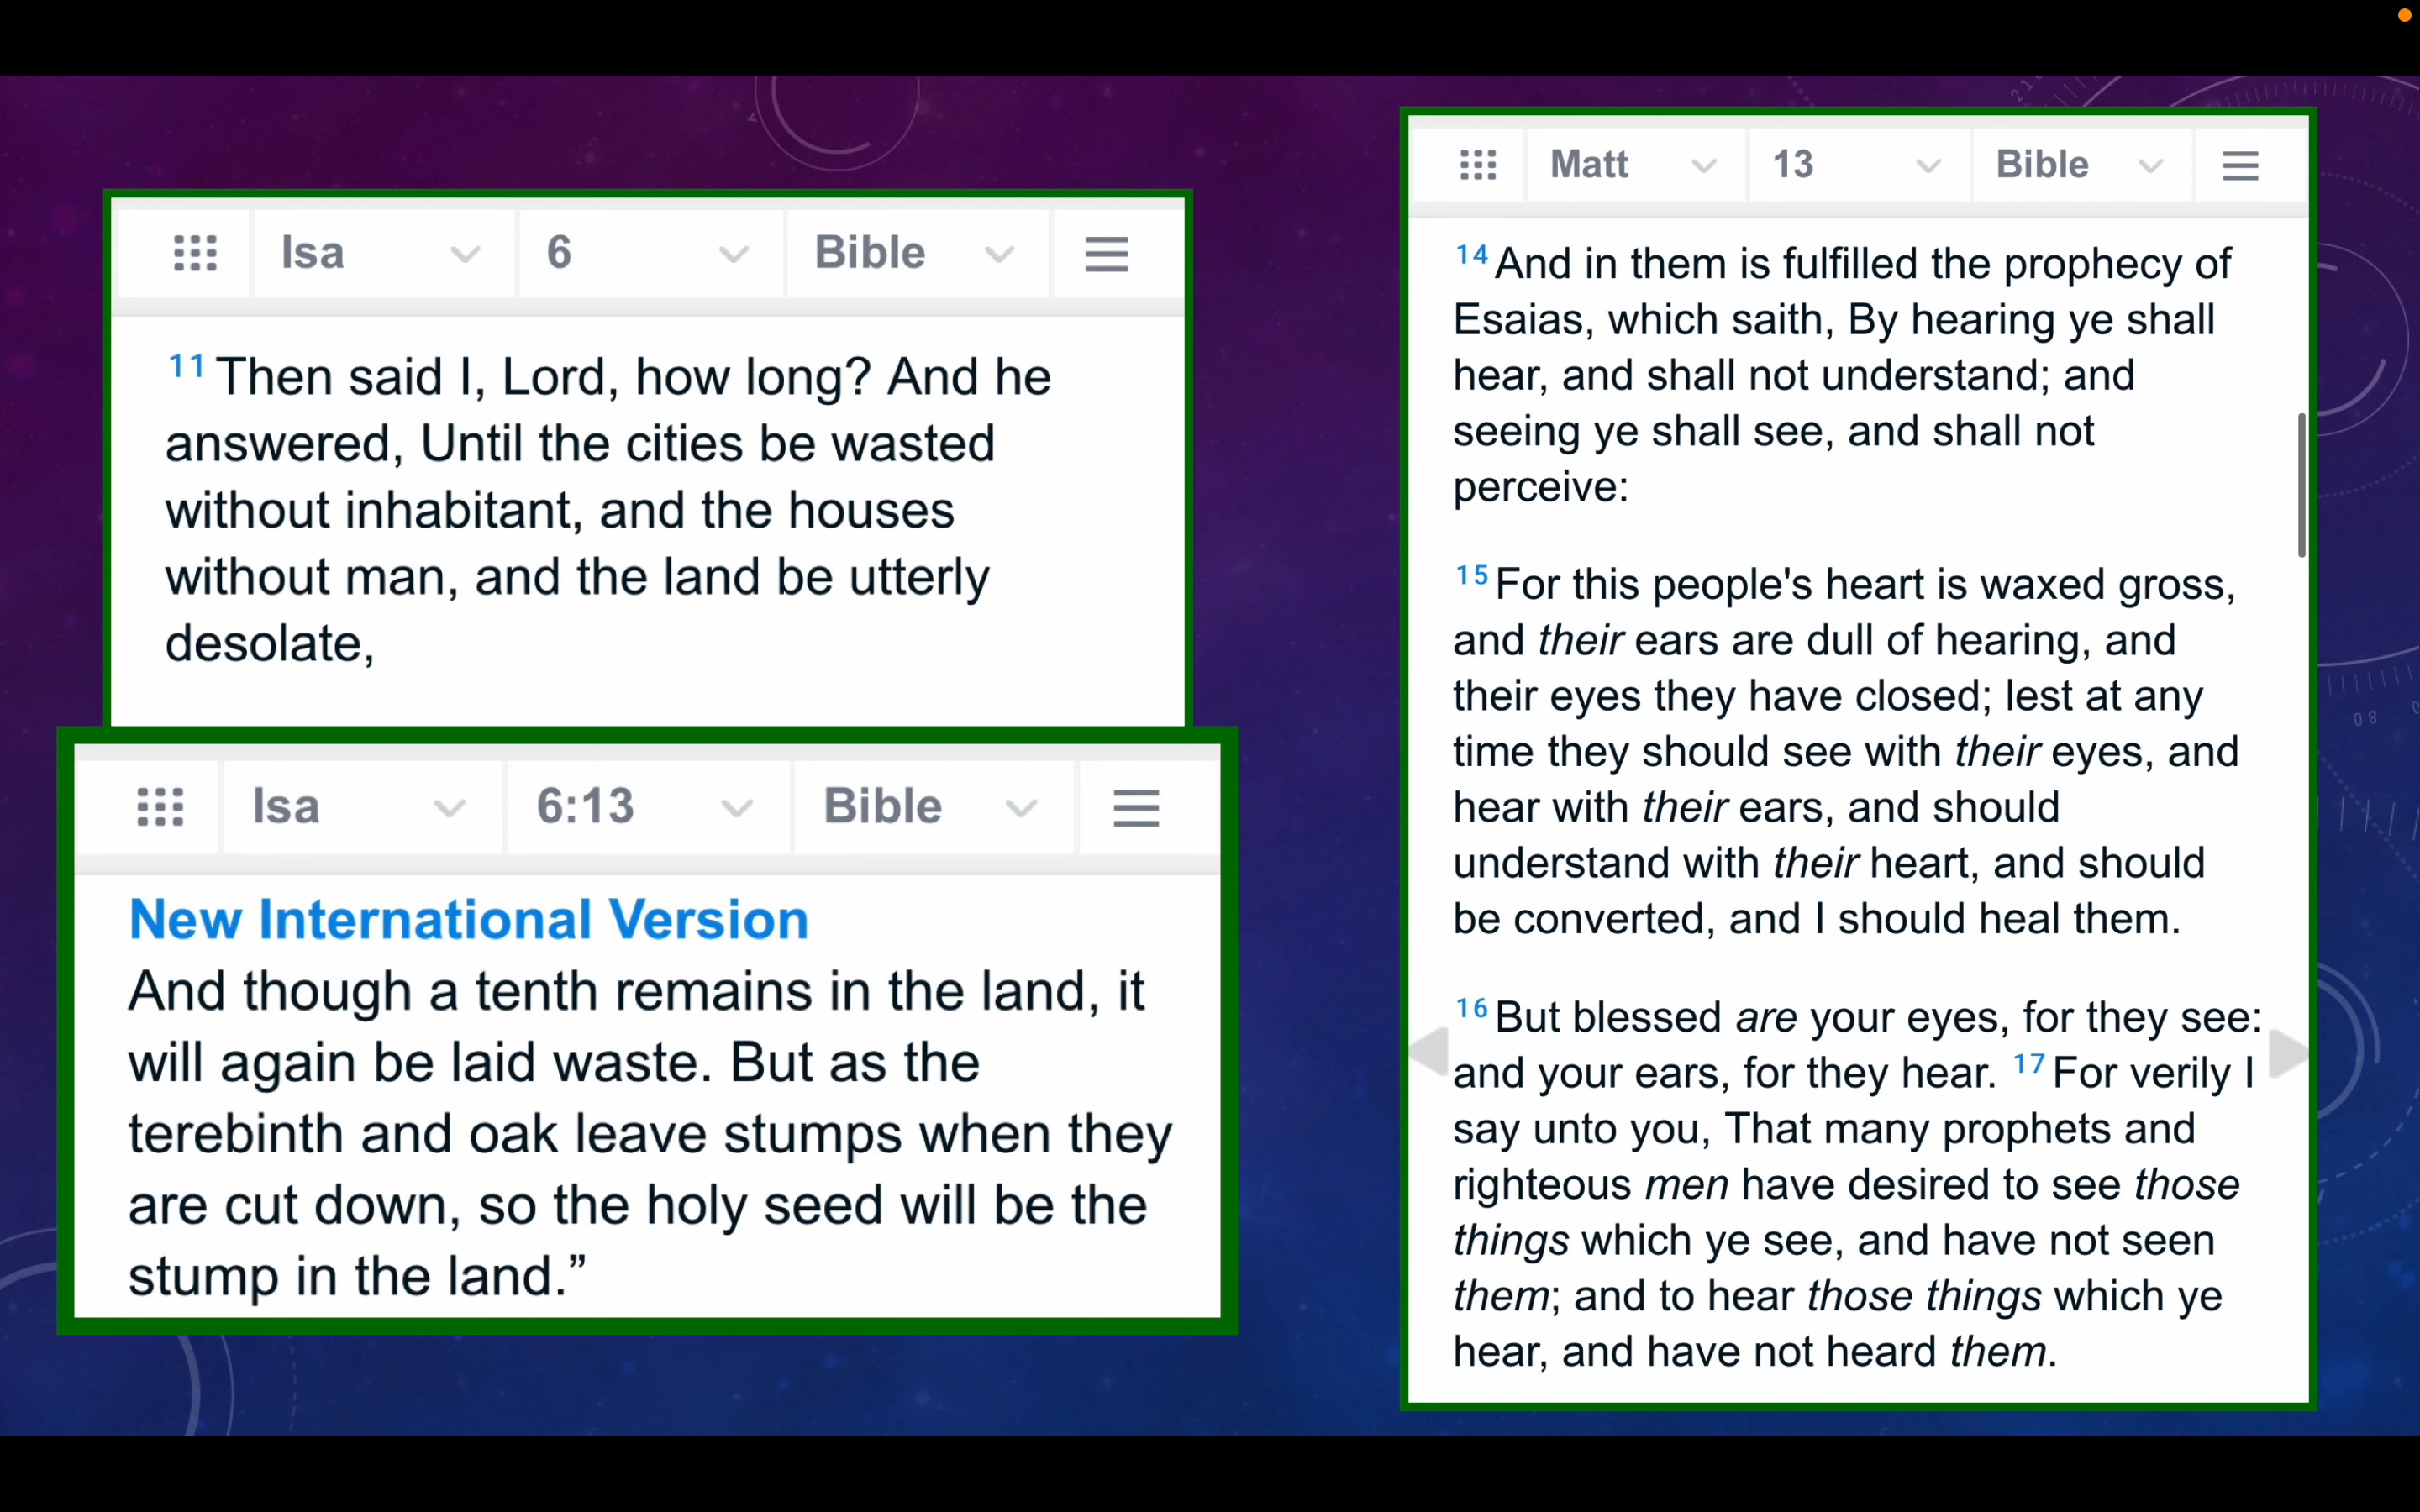 Isa 6 Bible
11 Then said I, Lord, how long? And he
answered, Until the cities be wasted
without inhabitant, and the houses
without man, and the land be utterly
desolate,
Isa 6:13 Bible
New International Version
And though a tenth remains in the land, it
will again be laid waste. But as the
terebinth and oak leave stumps when they
are cut down, so the holy seed will be the
stump in the land.”
Matt 13 Bible
14 And in them is fulfilled the prophecy of
Esaias, which saith, By hearing ye shall
hear, and shall not understand; and
seeing ye shall see, and shall not
perceive:
15 For this people's heart is waxed gross,
and their ears are dull of hearing, and
their eyes they have closed; lest at any
time they should see with their eyes, and
hear with their ears, and should
understand with their heart, and should
be converted, and I should heal them.
16 But blessed are your eyes, for they see:
and your ears, for they hear. 17 For verily I
say unto you, That many prophets and
righteous men have desired to see those
things which ye see, and have not seen
them; and to hear those things which ye
hear, and have not heard them.